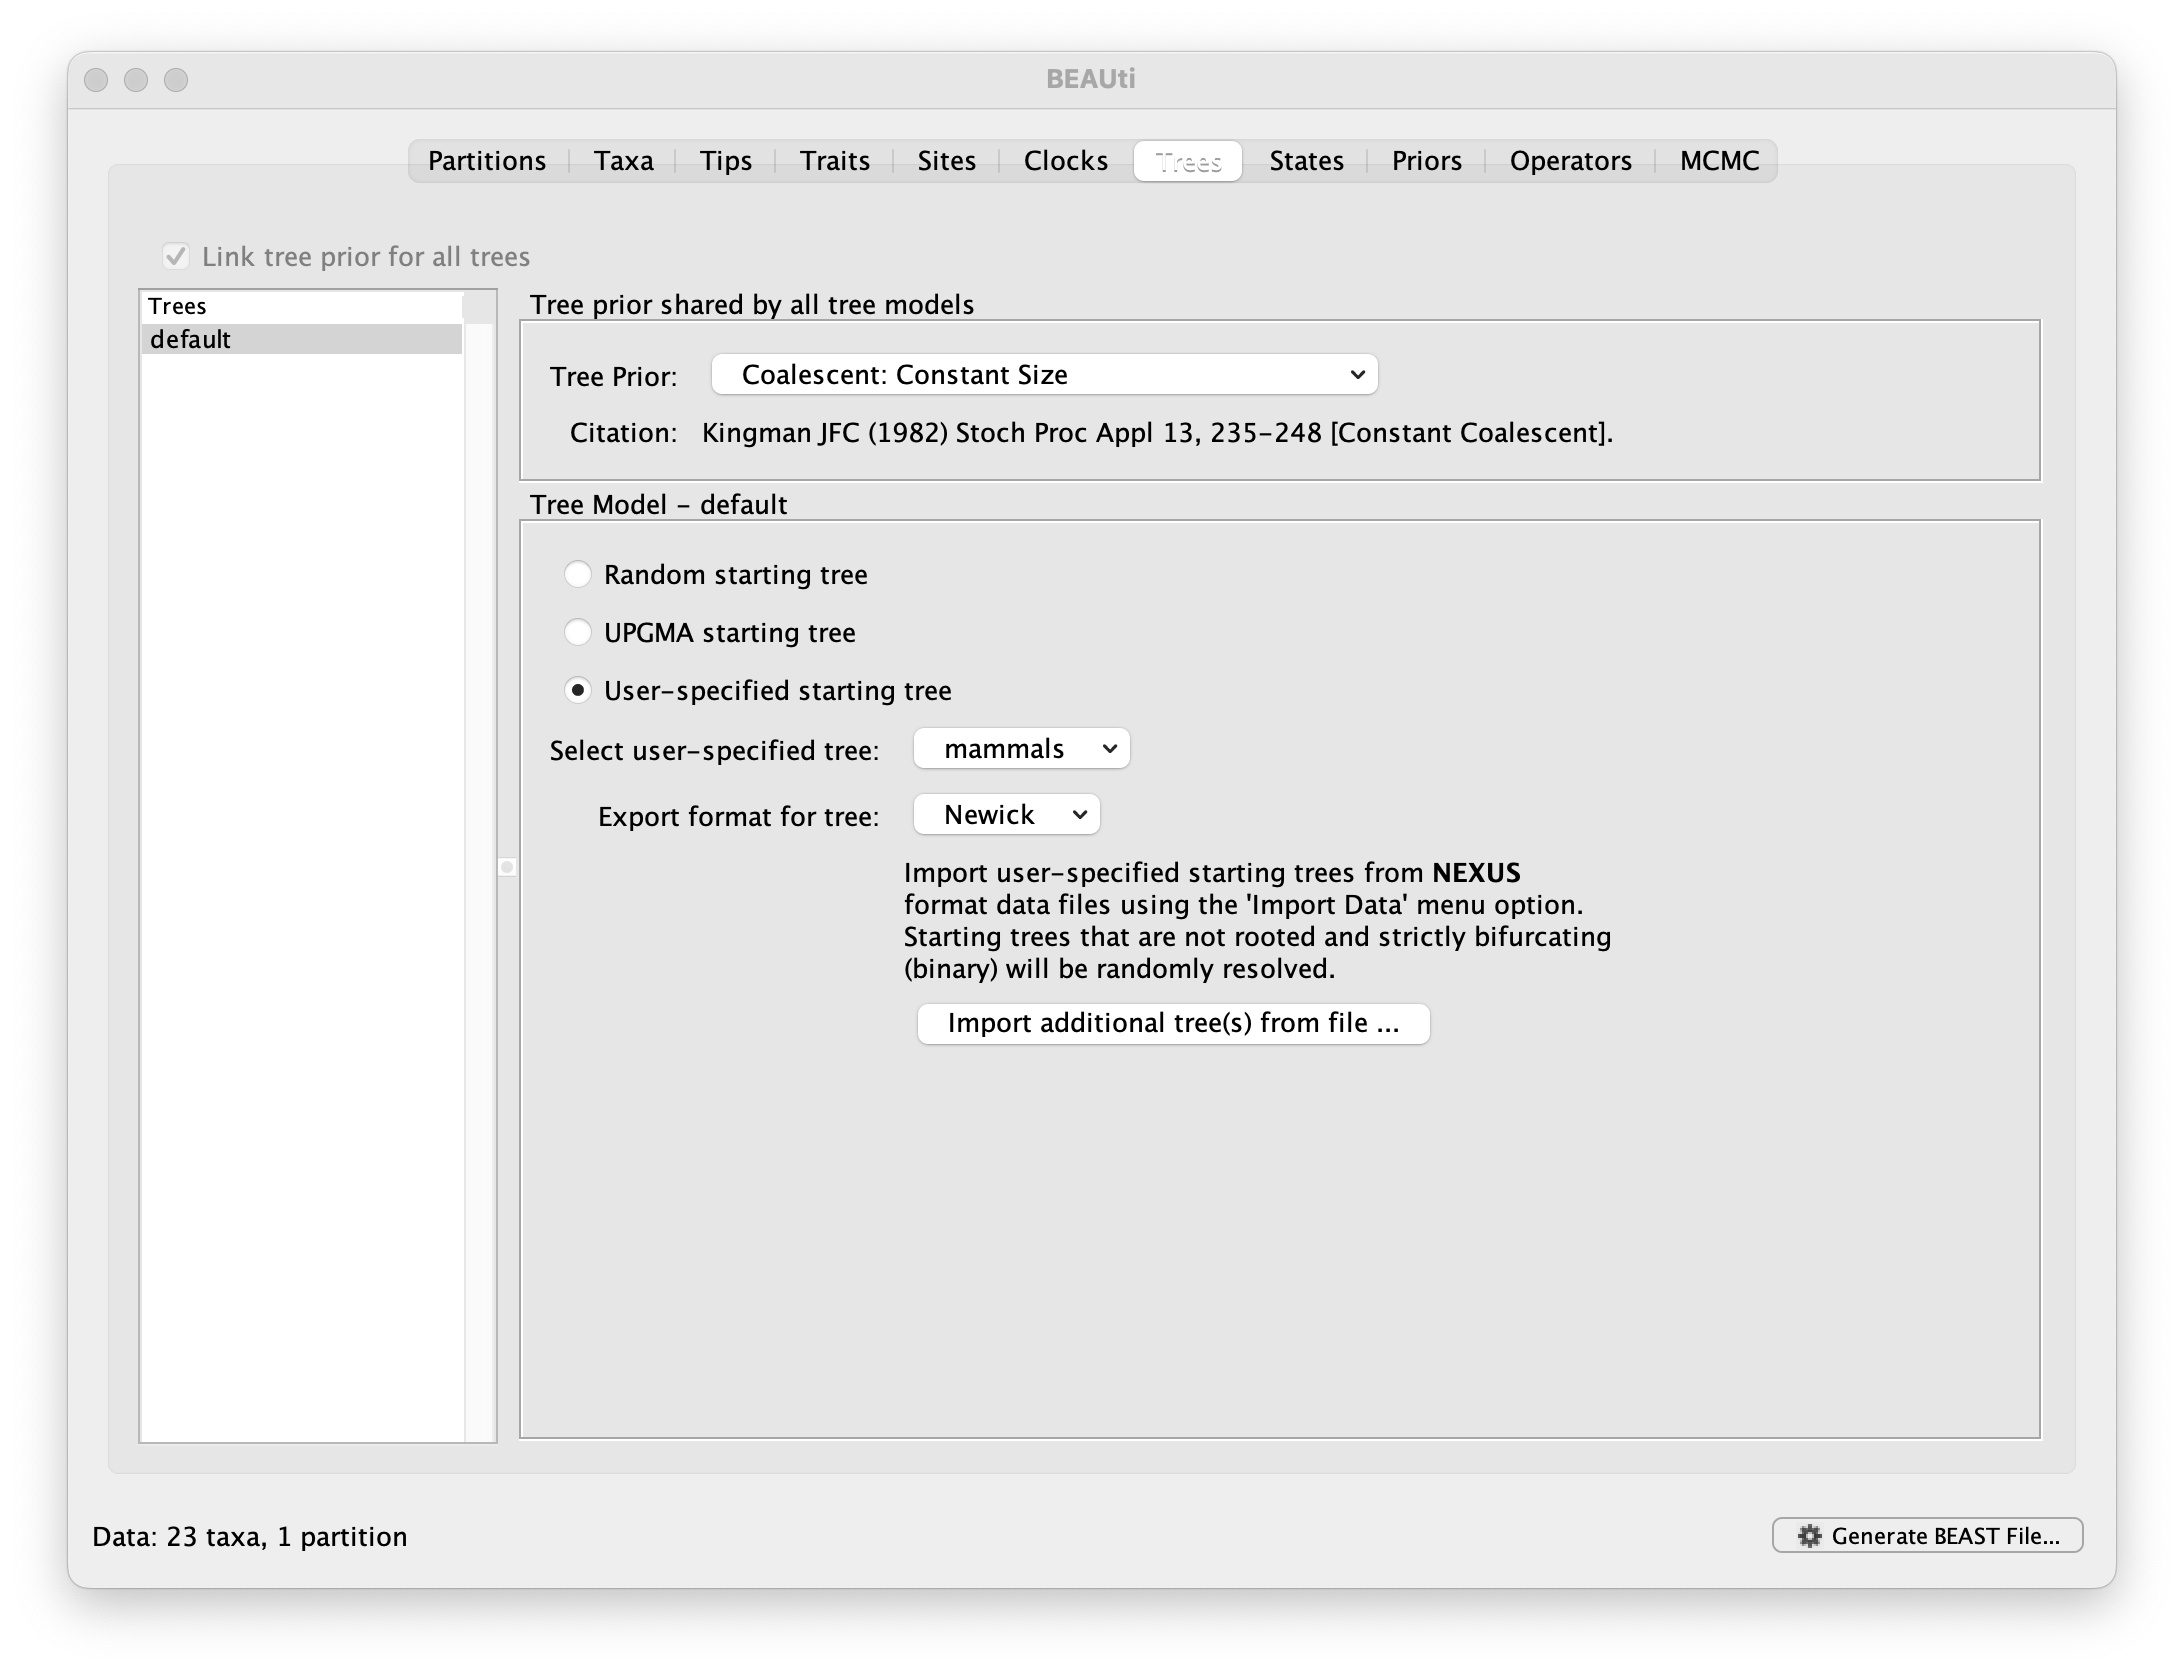 BEAUti
Partitions Taxa Tips Traits Sites Clocks Trees States Priors Operators MCMC
Link tree prior for all trees
Trees
default
Tree prior shared by all tree models
Tree Prior: Coalescent: Constant Size
Citation: Kingman JFC (1982) Stoch Proc Appl 13, 235-248 [Constant Coalescent].
Tree Model - default
Random starting tree
UPGMA starting tree
User-specified starting tree
Select user-specified tree: mammals
Export format for tree: Newick
Import user-specified starting trees from NEXUS
format data files using the 'Import Data' menu option.
Starting trees that are not rooted and strictly bifurcating
(binary) will be randomly resolved.
Import additional tree(s) from file ...
Data: 23 taxa, 1 partition
Generate BEAST File...